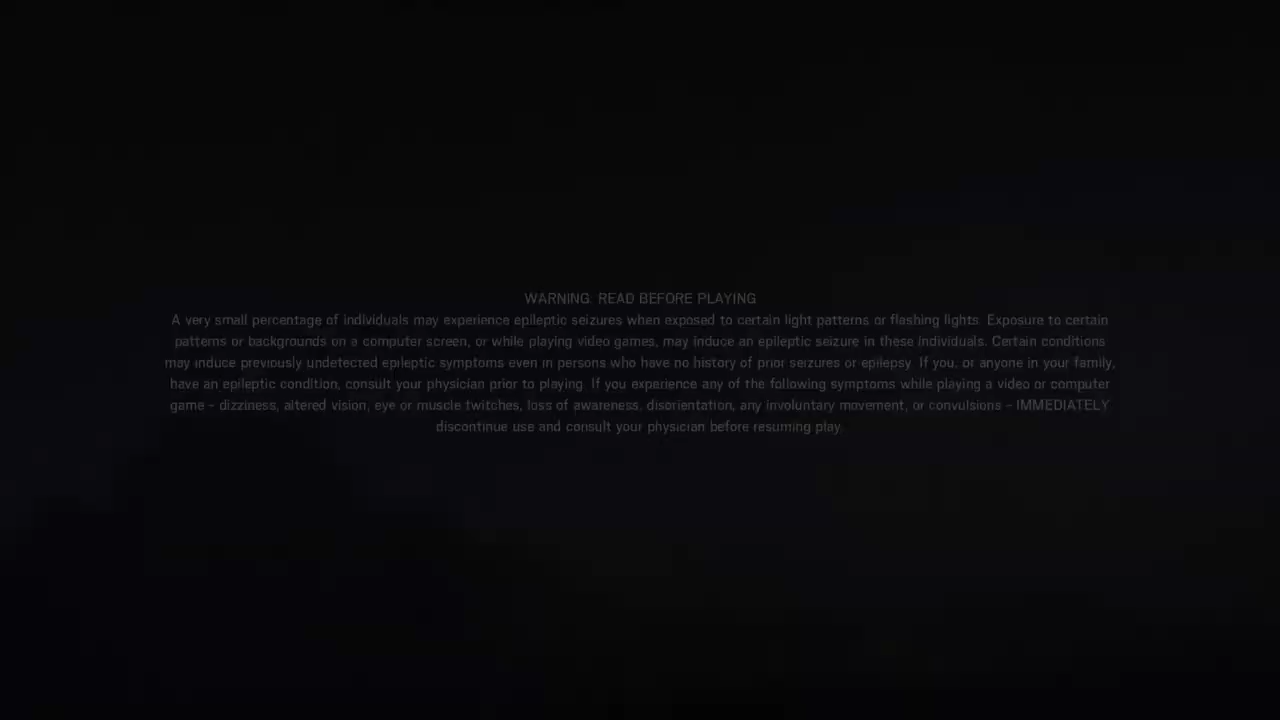 WARNING: READ BEFORE PLAYING
A very small percentage of individuals may experience epileptic seizures when exposed to certain light patterns or flashing lights. Exposure to certain
patterns or backgrounds on a computer screen, or while playing video games, may induce an epileptic seizure in these individuals. Certain conditions
may induce previously undetected epileptic symptoms even in persons who have no history of prior seizures or epilepsy. If you, or anyone in your family,
have an epileptic condition, consult your physician prior to playing. If you experience any of the following symptoms while playing a video or computer
game - dizziness, altered vision, eye or muscle twitches, loss of awareness, disorientation, any involuntary movement, or convulsions - IMMEDIATELY
discontinue use and consult your physician before resuming play.